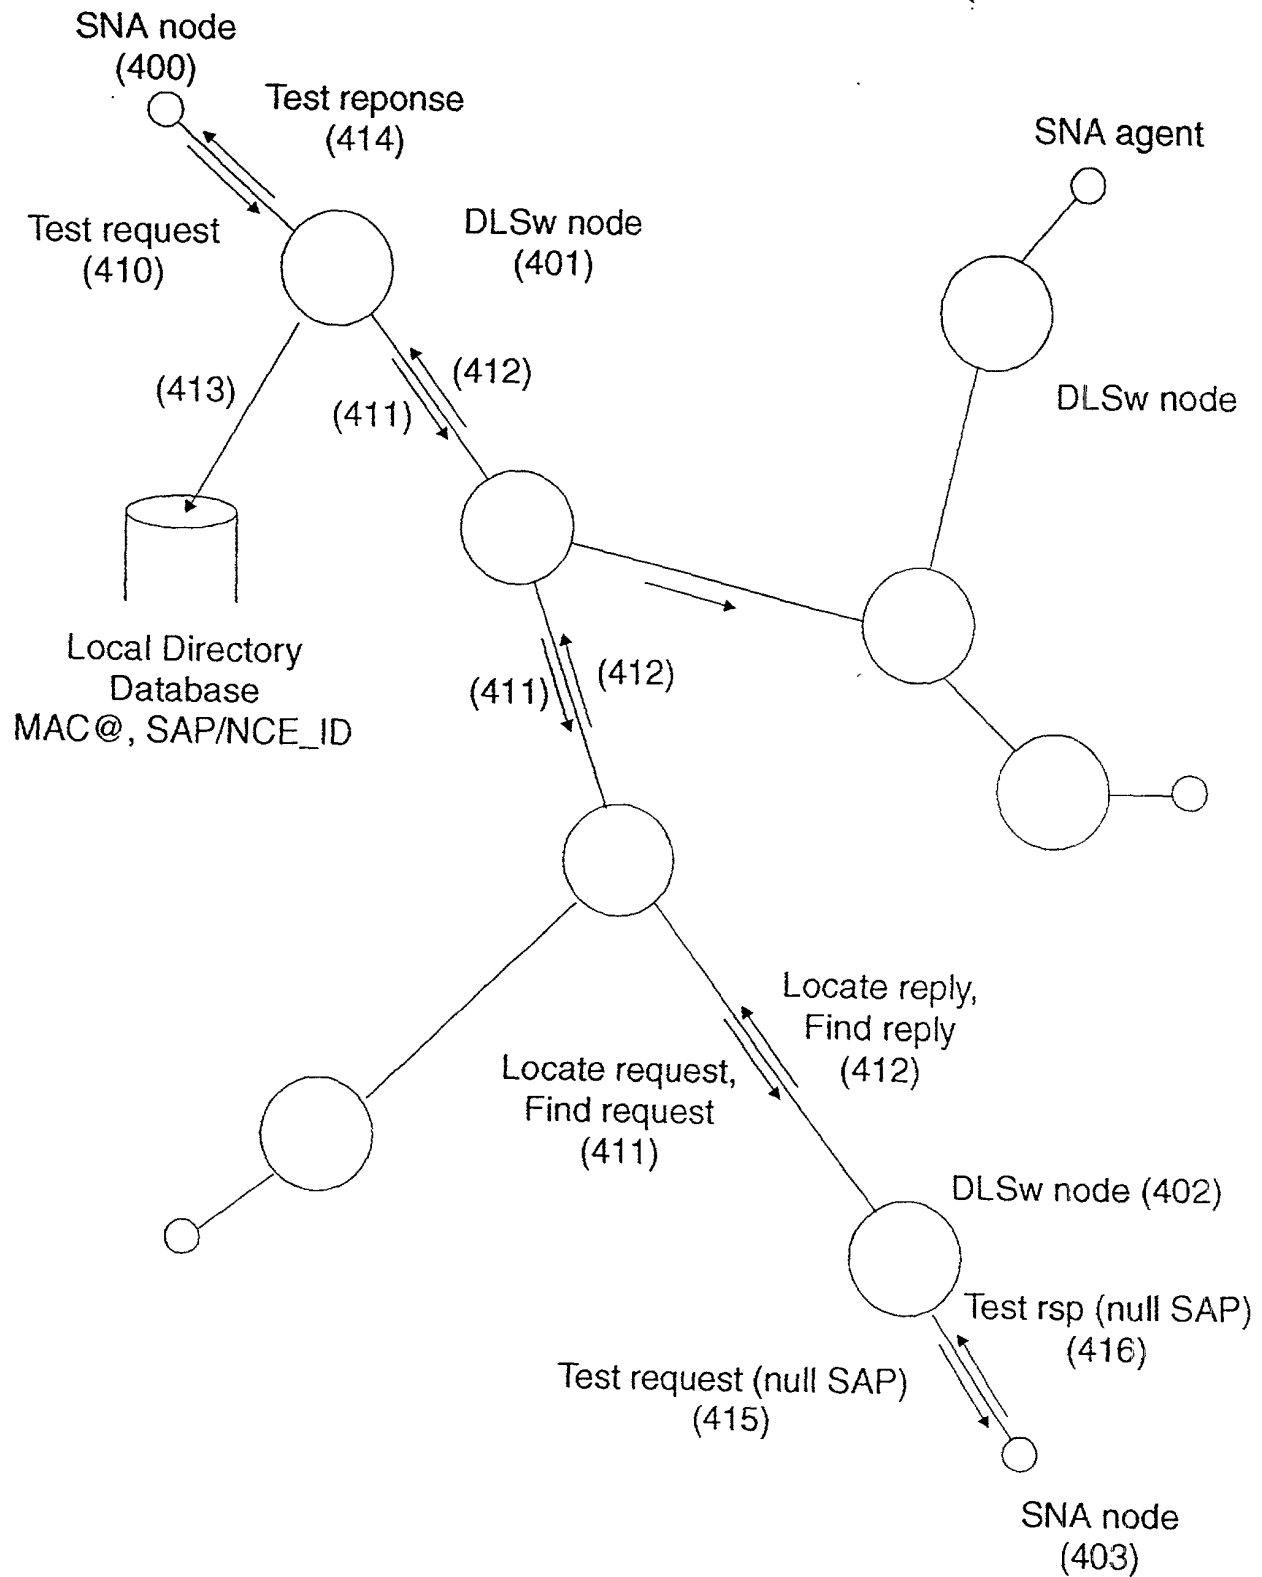 SNA node
(400)
Test reponse
(414)
SNA agent
Test request
(410)
DLSw node
(401)
(413)
(412)
(411)
DLSw node
Local Directory
Database
MAC@, SAP/NCE_ID
(411)
(412)
Locate reply,
Find reply
(412)
Locate request,
Find request
(411)
DLSw node (402)
Test rsp (null SAP)
(416)
Test request (null SAP)
(415)
SNA node
(403)